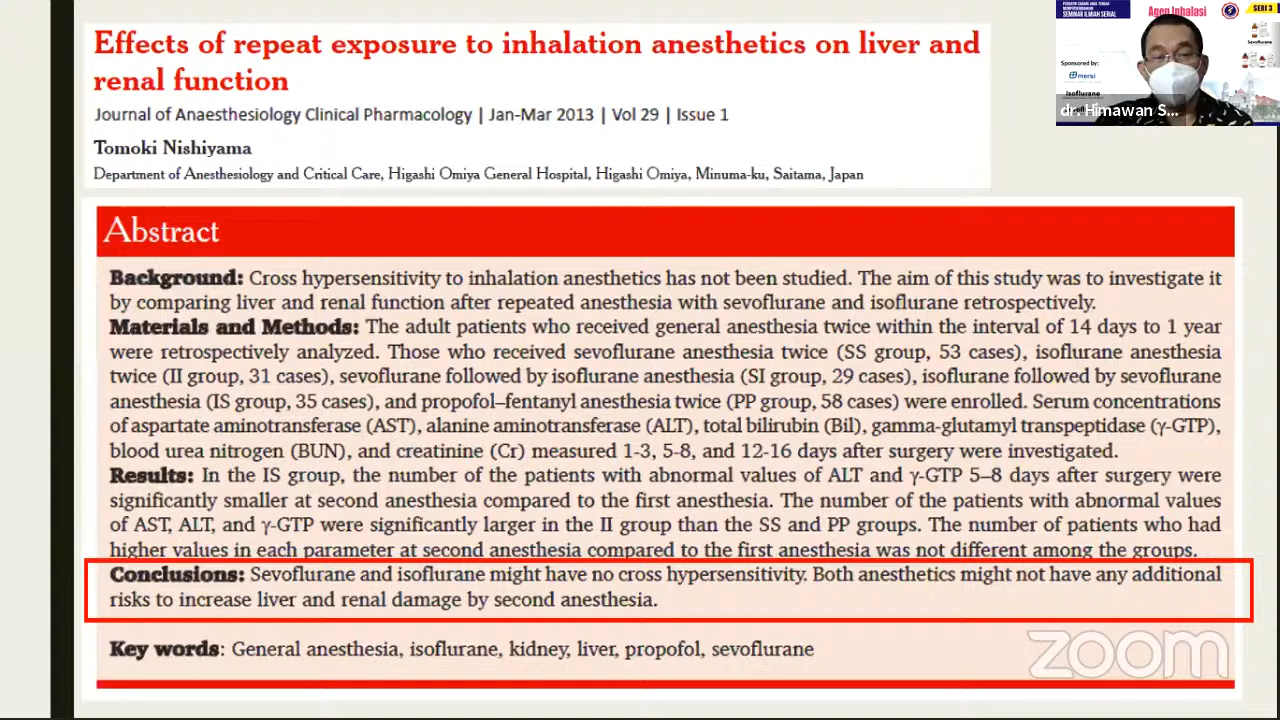 Effects of repeat exposure to inhalation anesthetics on liver and
renal function
Journal of Anaesthesiology Clinical Pharmacology | Jan-Mar 2013 | Vol 29 | Issue 1
Tomoki Nishiyama
Department of Anesthesiology and Critical Care, Higashi Omiya General Hospital, Higashi Omiya, Minuma-ku, Saitama, Japan
Abstract
Background: Cross hypersensitivity to inhalation anesthetics has not been studied. The aim of this study was to investigate it
by comparing liver and renal function after repeated anesthesia with sevoflurane and isoflurane retrospectively.
Materials and Methods: The adult patients who received general anesthesia twice within the interval of 14 days to 1 year
were retrospectively analyzed. Those who received sevoflurane anesthesia twice (SS group, 53 cases), isoflurane anesthesia
twice (II group, 31 cases), sevoflurane followed by isoflurane anesthesia (SI group, 29 cases), isoflurane followed by sevoflurane
anesthesia (IS group, 35 cases), and propofol–fentanyl anesthesia twice (PP group, 58 cases) were enrolled. Serum concentrations
of aspartate aminotransferase (AST), alanine aminotransferase (ALT), total bilirubin (Bil), gamma-glutamyl transpeptidase (γ-GTP),
blood urea nitrogen (BUN), and creatinine (Cr) measured 1-3, 5-8, and 12-16 days after surgery were investigated.
Results: In the IS group, the number of the patients with abnormal values of ALT and γ-GTP 5–8 days after surgery were
significantly smaller at second anesthesia compared to the first anesthesia. The number of the patients with abnormal values
of AST, ALT, and γ-GTP were significantly larger in the II group than the SS and PP groups. The number of patients who had
higher values in each parameter at second anesthesia compared to the first anesthesia was not different among the groups.
Conclusions: Sevoflurane and isoflurane might have no cross hypersensitivity. Both anesthetics might not have any additional
risks to increase liver and renal damage by second anesthesia.
Key words: General anesthesia, isoflurane, kidney, liver, propofol, sevoflurane
zoom
SEMINAR ILMIAH SERIAL
Agen Inhalasi
SERI 3
Sponsored by:
mersi
Isoflurane
Sevoflurane
dr. Himawan S...